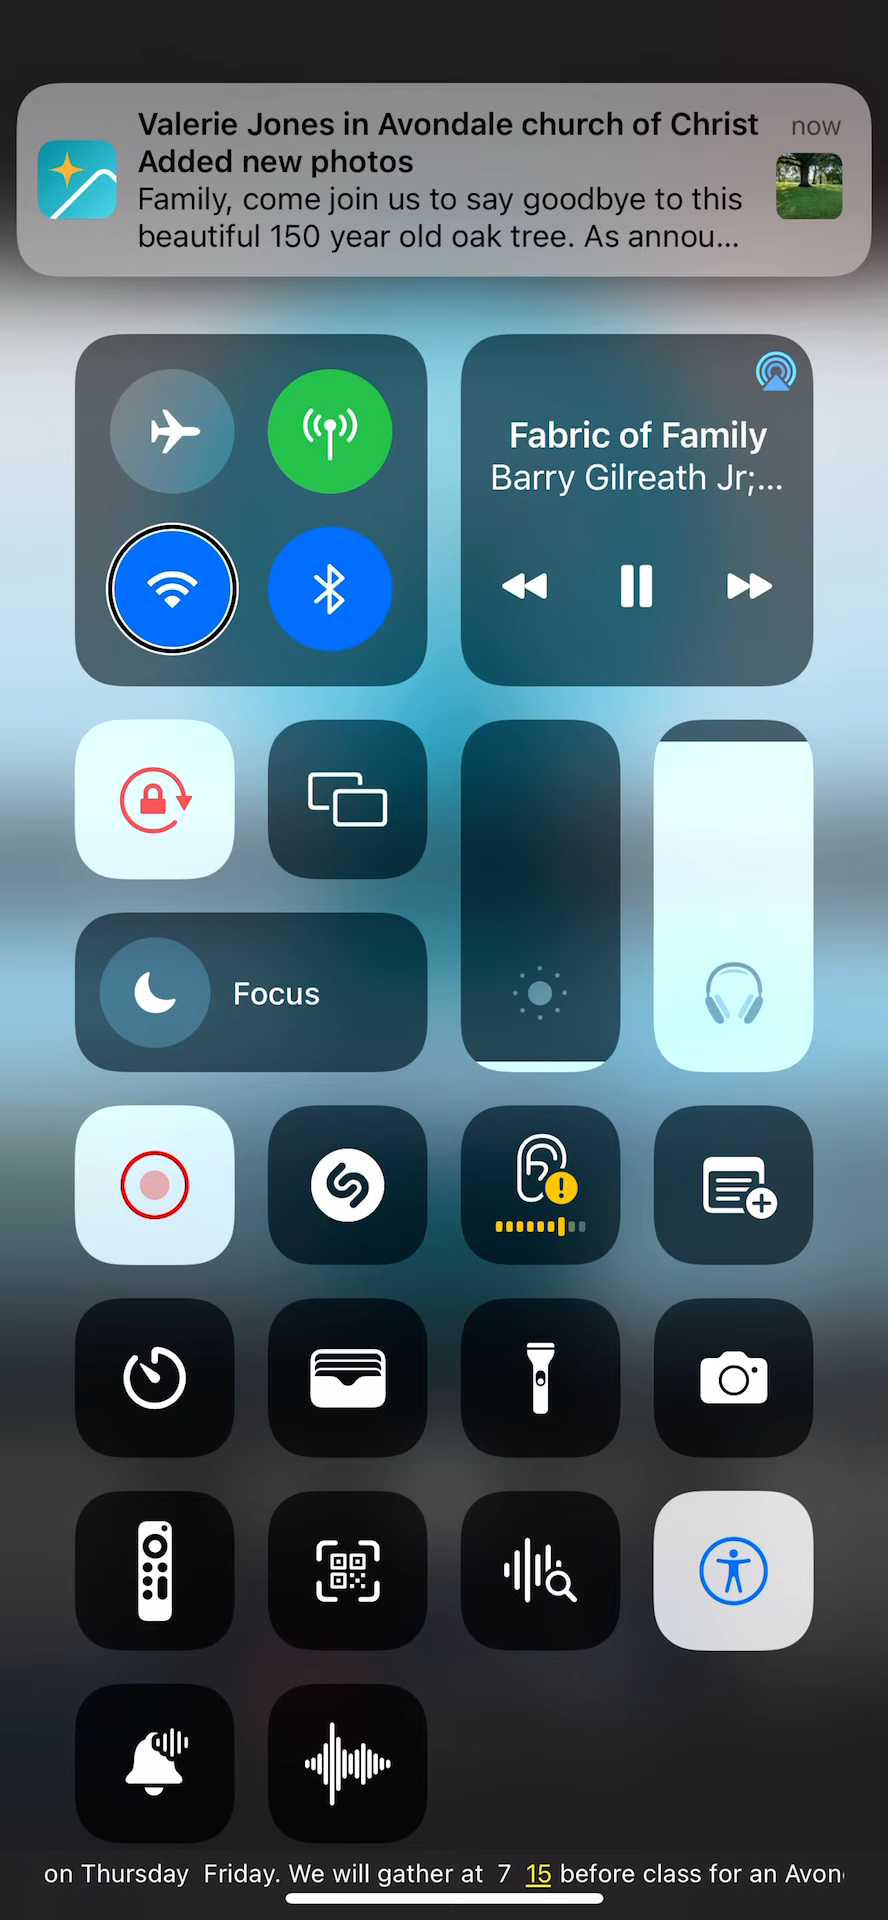 Valerie Jones in Avondale church of Christ
now
Added new photos
Family, come join us to say goodbye to this
beautiful 150 year old oak tree. As annou...
Fabric of Family
Barry Gilreath Jr;...
Focus
on Thursday  Friday. We will gather at  7  15 before class for an Avon